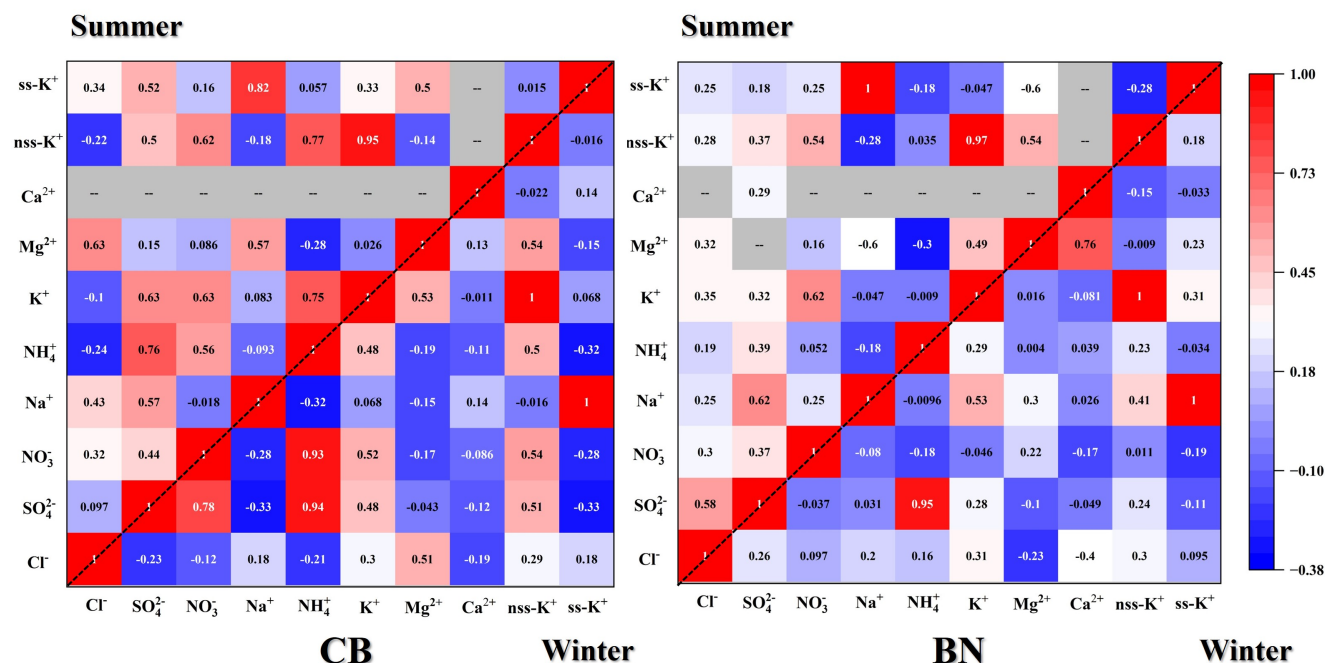 Summer Summer
ss-K⁺ 0.34 0.52 0.16 0.82 0.057 0.33 0.5 -- 0.015 1
nss-K⁺ -0.22 0.5 0.62 -0.18 0.77 0.95 -0.14 -- 1 -0.016
Ca²⁺ -- -- -- -- -- -- -- 1 -0.022 0.14
Mg²⁺ 0.63 0.15 0.086 0.57 -0.28 0.026 1 0.13 0.54 -0.15
K⁺ -0.1 0.63 0.63 0.083 0.75 1 0.53 -0.011 1 0.068
NH₄⁺ -0.24 0.76 0.56 -0.093 1 0.48 -0.19 -0.11 0.5 -0.32
Na⁺ 0.43 0.57 -0.018 1 -0.32 0.068 -0.15 0.14 -0.016 1
NO₃⁻ 0.32 0.44 1 -0.28 0.93 0.52 -0.17 -0.086 0.54 -0.28
SO₄²⁻ 0.097 1 0.78 -0.33 0.94 0.48 -0.043 -0.12 0.51 -0.33
Cl⁻ 1 -0.23 -0.12 0.18 -0.21 0.3 0.51 -0.19 0.29 0.18
Cl⁻ SO₄²⁻ NO₃⁻ Na⁺ NH₄⁺ K⁺ Mg²⁺ Ca²⁺ nss-K⁺ ss-K⁺
CB Winter
ss-K⁺ 0.25 0.18 0.25 1 -0.18 -0.047 -0.6 -- -0.28 1
nss-K⁺ 0.28 0.37 0.54 -0.28 0.035 0.97 0.54 -- 1 0.18
Ca²⁺ -- 0.29 -- -- -- -- -- 1 -0.15 -0.033
Mg²⁺ 0.32 -- 0.16 -0.6 -0.3 0.49 1 0.76 -0.009 0.23
K⁺ 0.35 0.32 0.62 -0.047 -0.009 1 0.016 -0.081 1 0.31
NH₄⁺ 0.19 0.39 0.052 -0.18 1 0.29 0.004 0.039 0.23 -0.034
Na⁺ 0.25 0.62 0.25 1 -0.0096 0.53 0.3 0.026 0.41 1
NO₃⁻ 0.3 0.37 1 -0.08 -0.18 -0.046 0.22 -0.17 0.011 -0.19
SO₄²⁻ 0.58 1 -0.037 0.031 0.95 0.28 -0.1 -0.049 0.24 -0.11
Cl⁻ 1 0.26 0.097 0.2 0.16 0.31 -0.23 -0.4 0.3 0.095
Cl⁻ SO₄²⁻ NO₃⁻ Na⁺ NH₄⁺ K⁺ Mg²⁺ Ca²⁺ nss-K⁺ ss-K⁺
BN Winter
1.00
0.73
0.45
0.18
−0.10
−0.38